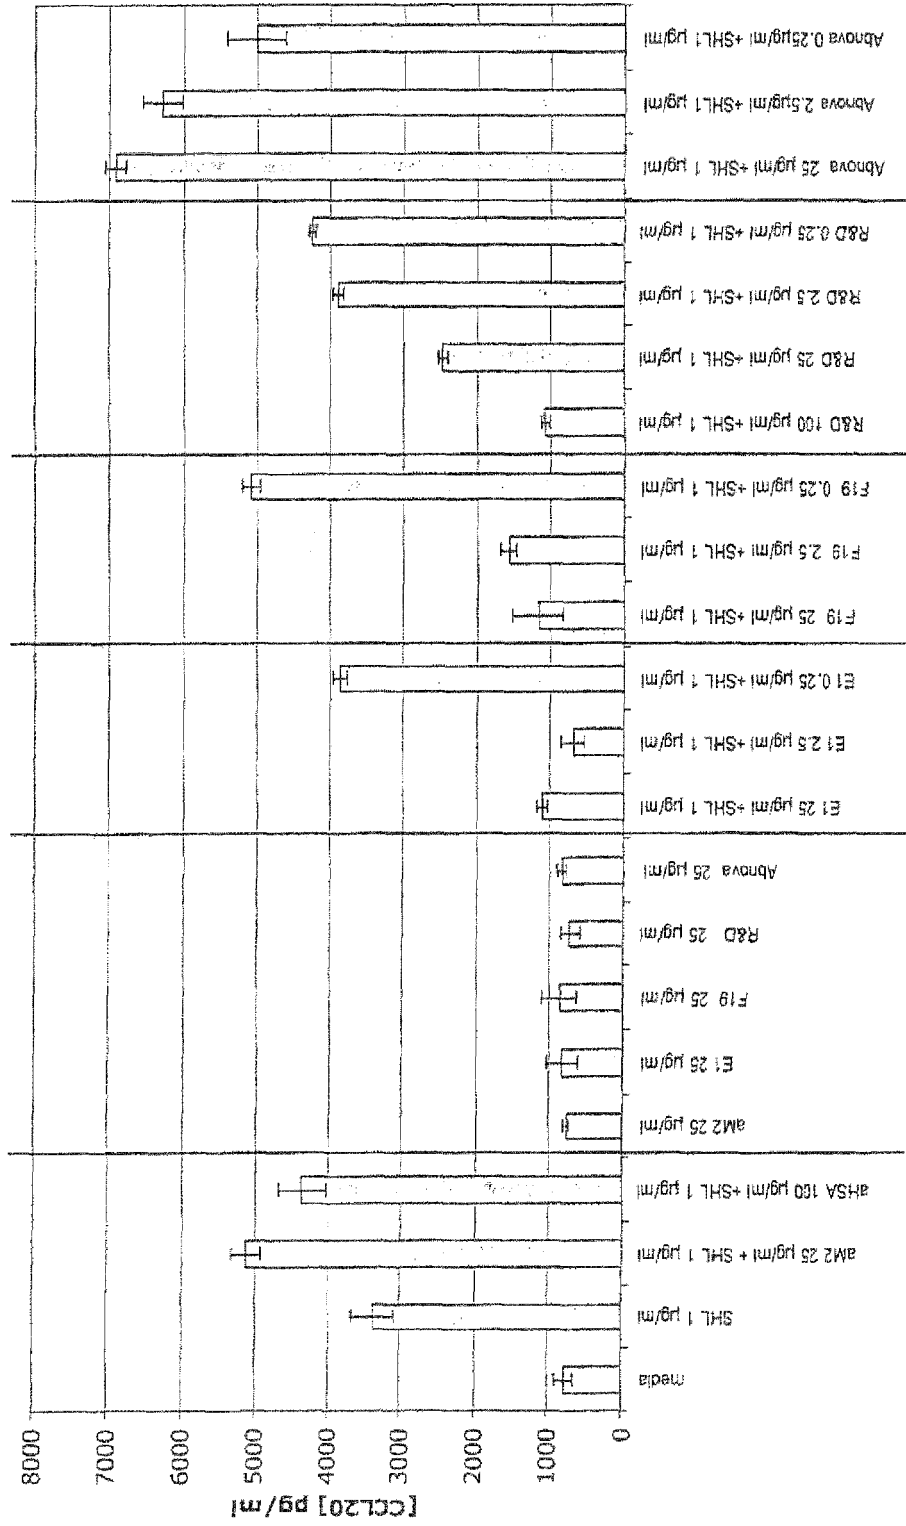 [CCL20] pg/ml
8000
7000
6000
5000
4000
3000
2000
1000
0
media
SHL 1 µg/ml
aM2 25 µg/ml + SHL 1 µg/ml
aHSA 100 µg/ml +SHL 1 µg/ml
aM2 25 µg/ml
E1 25 µg/ml
F19 25 µg/ml
R&D 25 µg/ml
Abnova 25 µg/ml
E1 25 µg/ml +SHL 1 µg/ml
E1 2.5 µg/ml +SHL 1 µg/ml
E1 0.25 µg/ml +SHL 1 µg/ml
F19 25 µg/ml +SHL 1 µg/ml
F19 2.5 µg/ml +SHL 1 µg/ml
F19 0.25 µg/ml +SHL 1 µg/ml
R&D 100 µg/ml +SHL 1 µg/ml
R&D 25 µg/ml +SHL 1 µg/ml
R&D 2.5 µg/ml +SHL 1 µg/ml
R&D 0.25 µg/ml +SHL 1 µg/ml
Abnova 25 µg/ml +SHL 1 µg/ml
Abnova 2.5µg/ml +SHL1 µg/ml
Abnova 0.25µg/ml +SHL1 µg/ml